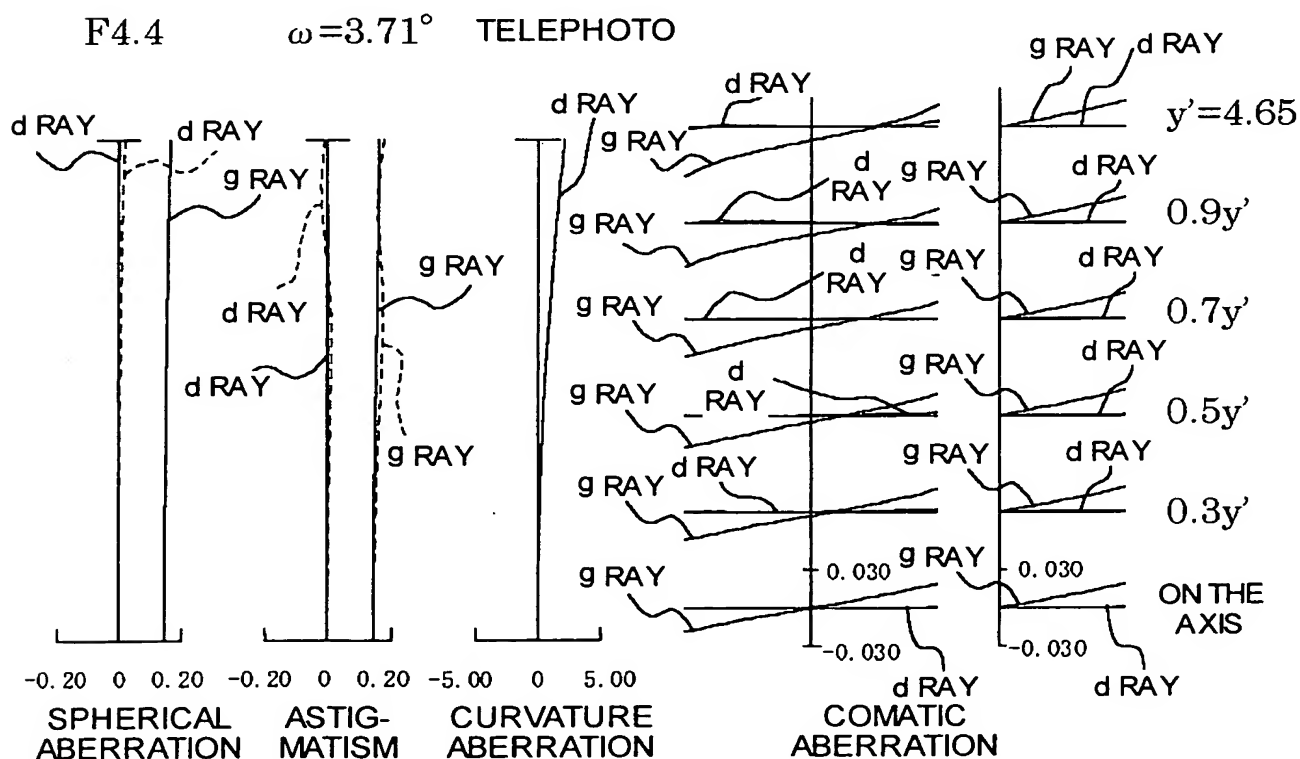 F4.4 ω=3.71° TELEPHOTO
d RAY
d RAY
g RAY
d RAY
d RAY
g RAY
g RAY
d RAY
d RAY
g RAY
d RAY
g RAY
d RAY
y'=4.65
g RAY
d
RAY
g RAY
d RAY
0.9y'
g RAY
d
RAY
g RAY
d RAY
0.7y'
g RAY
d
RAY
g RAY
d RAY
0.5y'
g RAY
d RAY
g RAY
d RAY
0.3y'
g RAY
0.030
-0.030
d RAY
g RAY
0.030
-0.030
d RAY
ON THE
AXIS
-0.20 0 0.20
SPHERICAL
ABERRATION
-0.20 0 0.20
ASTIG-
MATISM
-5.00 0 5.00
CURVATURE
ABERRATION
COMATIC
ABERRATION